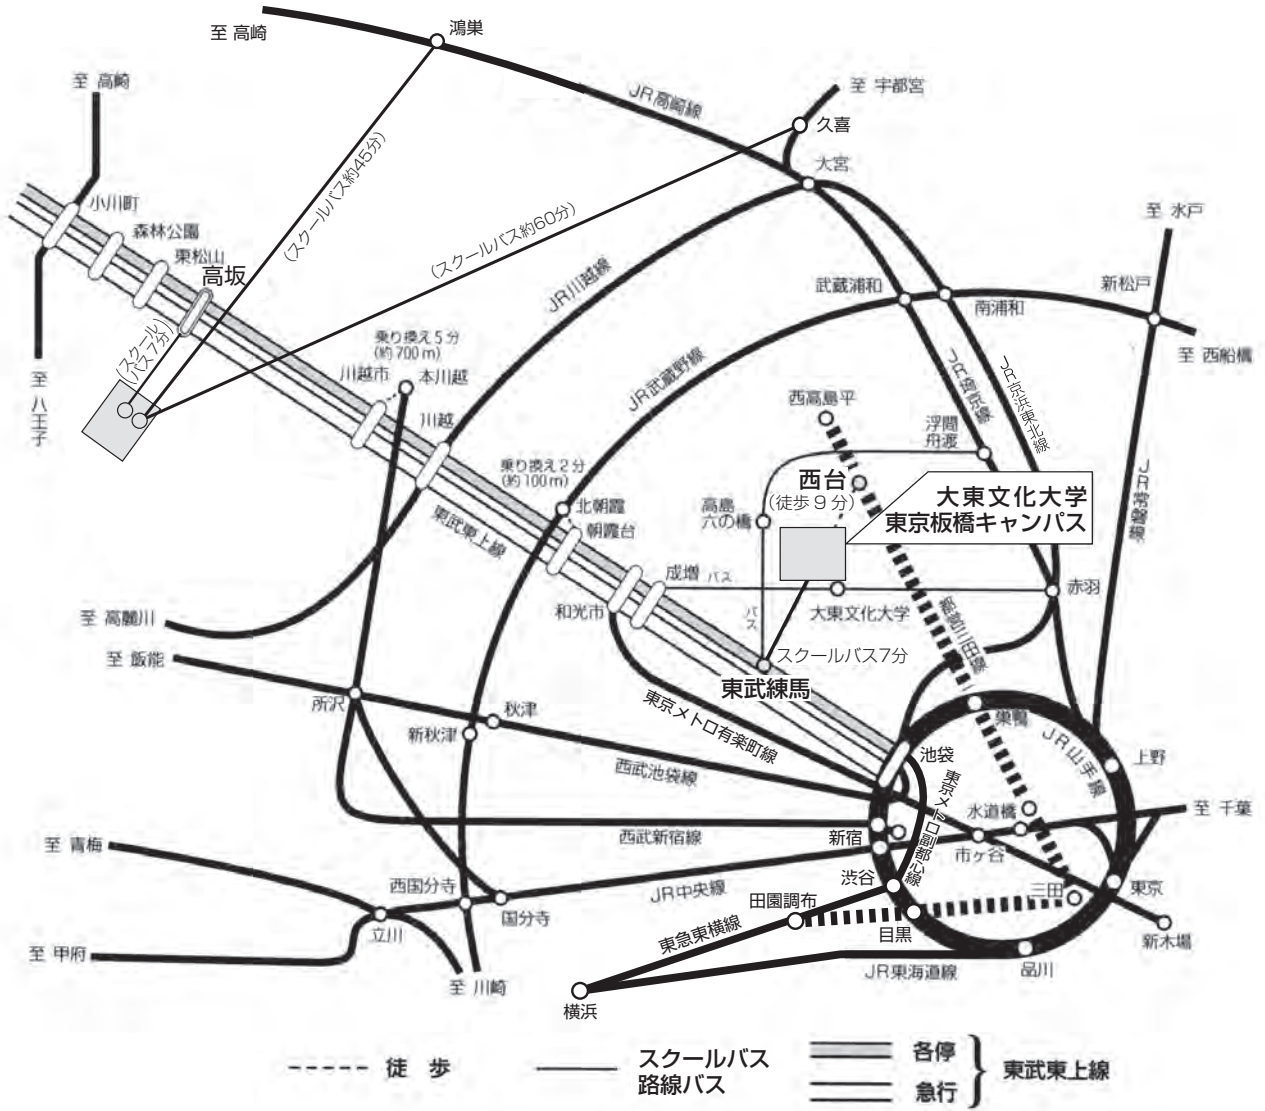 至 高崎
鴻巣
JR高崎線
至 宇都宮
久喜
大宮
至 高崎
小川町
森林公園
東松山
高坂
(スクールバス約45分)
(スクールバス約60分)
(スクール
バス7分)
至 八王子
JR川越線
乗り換え5分
(約700m)
川越市
本川越
川越
至 水戸
新松戸
武蔵浦和
南浦和
至 西船橋
JR武蔵野線
JR埼京線
JR京浜東北線
JR常磐線
西高島平
浮間
舟渡
西台
(徒歩9分)
高島
六の橋
大東文化大学
東京板橋キャンパス
乗り換え2分
(約100m)
北朝霞
朝霞台
東武東上線
成増
バス
和光市
大東文化大学
赤羽
バス
都営三田線
スクールバス7分
東武練馬
至 高麗川
至 飯能
所沢
秋津
新秋津
東京メトロ有楽町線
西武池袋線
巣鴨
池袋
JR山手線
上野
東京メトロ副都心線
水道橋
至 千葉
新宿
市ヶ谷
西武新宿線
至 青梅
西国分寺
国分寺
JR中央線
渋谷
三田
東京
田園調布
目黒
新木場
立川
至 甲府
至 川崎
東急東横線
JR東海道線
品川
横浜
徒 歩
スクールバス
路線バス
各停
急行
東武東上線